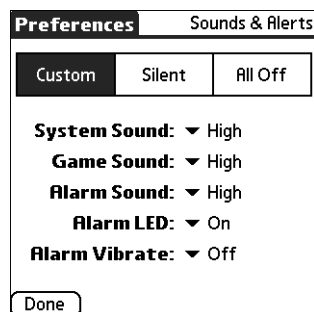 Preferences Sounds & Alerts
Custom Silent All Off
System Sound: High
Game Sound: High
Alarm Sound: High
Alarm LED: On
Alarm Vibrate: Off
Done